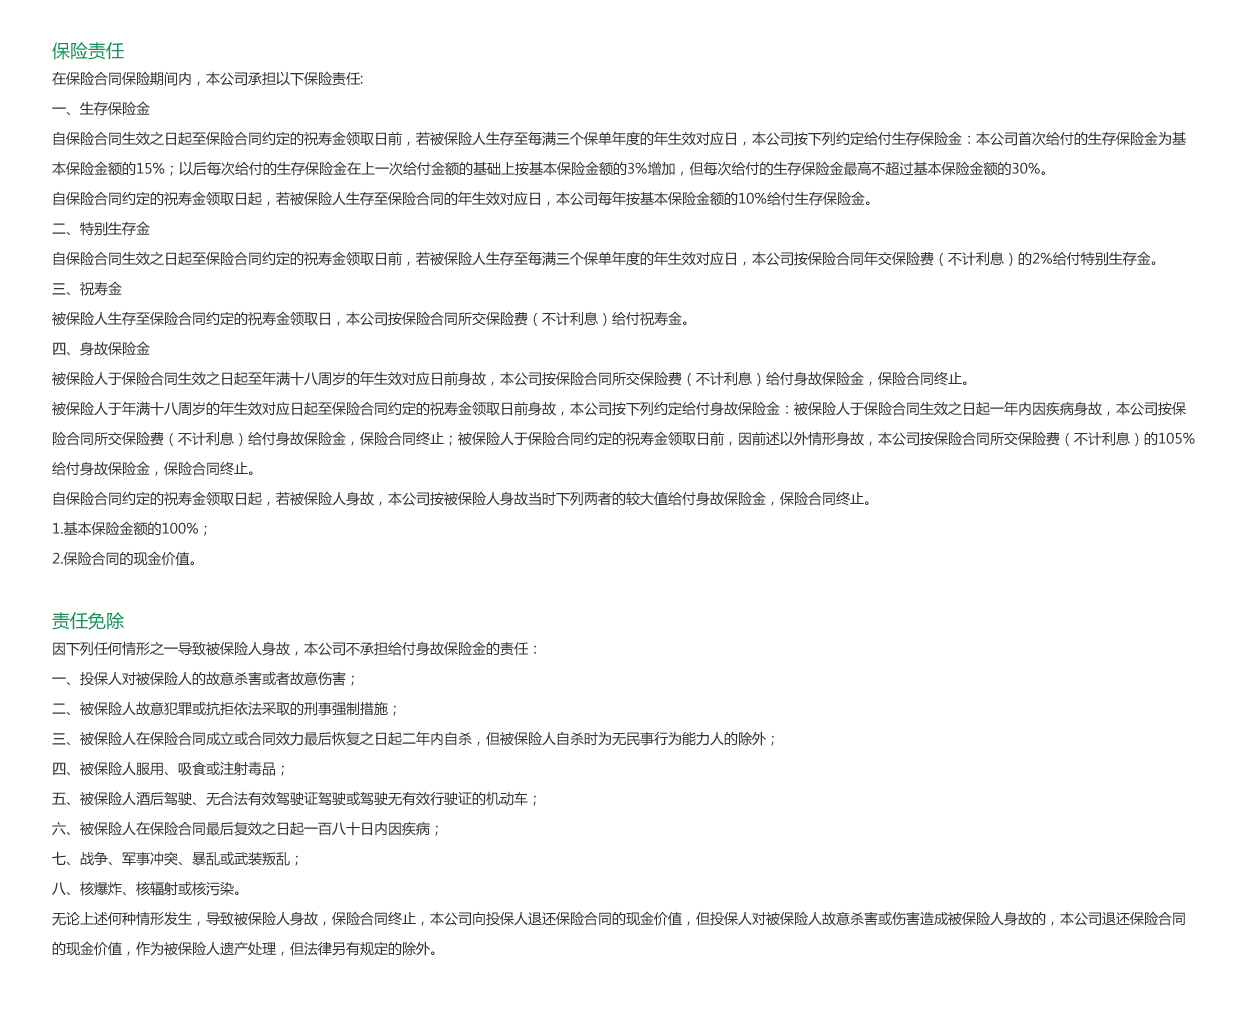 保险责任
在保险合同保险期间内，本公司承担以下保险责任:
一、生存保险金
自保险合同生效之日起至保险合同约定的祝寿金领取日前，若被保险人生存至每满三个保单年度的年生效对应日，本公司按下列约定给付生存保险金：本公司首次给付的生存保险金为基
本保险金额的15%；以后每次给付的生存保险金在上一次给付金额的基础上按基本保险金额的3%增加，但每次给付的生存保险金最高不超过基本保险金额的30%。
自保险合同约定的祝寿金领取日起，若被保险人生存至保险合同的年生效对应日，本公司每年按基本保险金额的10%给付生存保险金。
二、特别生存金
自保险合同生效之日起至保险合同约定的祝寿金领取日前，若被保险人生存至每满三个保单年度的年生效对应日，本公司按保险合同年交保险费（不计利息）的2%给付特别生存金。
三、祝寿金
被保险人生存至保险合同约定的祝寿金领取日，本公司按保险合同所交保险费（不计利息）给付祝寿金。
四、身故保险金
被保险人于保险合同生效之日起至年满十八周岁的年生效对应日前身故，本公司按保险合同所交保险费（不计利息）给付身故保险金，保险合同终止。
被保险人于年满十八周岁的年生效对应日起至保险合同约定的祝寿金领取日前身故，本公司按下列约定给付身故保险金：被保险人于保险合同生效之日起一年内因疾病身故，本公司按保
险合同所交保险费（不计利息）给付身故保险金，保险合同终止；被保险人于保险合同约定的祝寿金领取日前，因前述以外情形身故，本公司按保险合同所交保险费（不计利息）的105%
给付身故保险金，保险合同终止。
自保险合同约定的祝寿金领取日起，若被保险人身故，本公司按被保险人身故当时下列两者的较大值给付身故保险金，保险合同终止。
1.基本保险金额的100%；
2.保险合同的现金价值。
责任免除
因下列任何情形之一导致被保险人身故，本公司不承担给付身故保险金的责任：
一、投保人对被保险人的故意杀害或者故意伤害；
二、被保险人故意犯罪或抗拒依法采取的刑事强制措施；
三、被保险人在保险合同成立或合同效力最后恢复之日起二年内自杀，但被保险人自杀时为无民事行为能力人的除外；
四、被保险人服用、吸食或注射毒品；
五、被保险人酒后驾驶、无合法有效驾驶证驾驶或驾驶无有效行驶证的机动车；
六、被保险人在保险合同最后复效之日起一百八十日内因疾病；
七、战争、军事冲突、暴乱或武装叛乱；
八、核爆炸、核辐射或核污染。
无论上述何种情形发生，导致被保险人身故，保险合同终止，本公司向投保人退还保险合同的现金价值，但投保人对被保险人故意杀害或伤害造成被保险人身故的，本公司退还保险合同
的现金价值，作为被保险人遗产处理，但法律另有规定的除外。